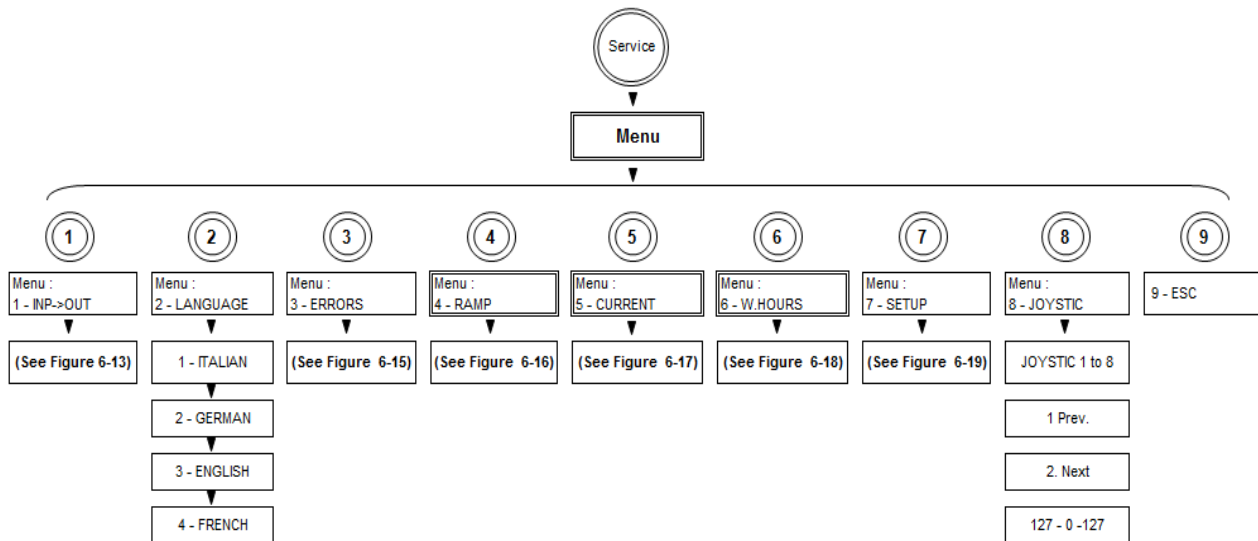 Service
Menu
1
2
3
4
5
6
7
8
9
Menu :
1 - INP->OUT
Menu :
2 - LANGUAGE
Menu :
3 - ERRORS
Menu :
4 - RAMP
Menu :
5 - CURRENT
Menu :
6 - W.HOURS
Menu :
7 - SETUP
Menu :
8 - JOYSTIC
9 - ESC
(See Figure 6-13)
1 - ITALIAN
(See Figure 6-15)
(See Figure 6-16)
(See Figure 6-17)
(See Figure 6-18)
(See Figure 6-19)
JOYSTIC 1 to 8
2 - GERMAN
1 Prev.
3 - ENGLISH
2. Next
4 - FRENCH
127 - 0 -127